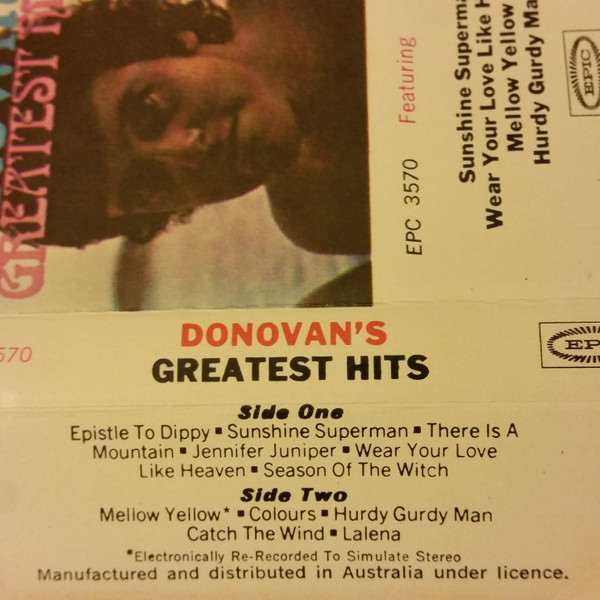 GREATEST
EPC 3570 Featuring
Sunshine Superma
Wear Your Love Like H
Mellow Yellow
Hurdy Gurdy Ma
EPIC
570
DONOVAN'S
GREATEST HITS
EP
Side One
Epistle To Dippy ▪ Sunshine Superman ▪ There Is A
Mountain ▪ Jennifer Juniper ▪ Wear Your Love
Like Heaven ▪ Season Of The Witch
Side Two
Mellow Yellow* ▪ Colours ▪ Hurdy Gurdy Man
Catch The Wind ▪ Lalena
*Electronically Re-Recorded To Simulate Stereo
Manufactured and distributed in Australia under licence.